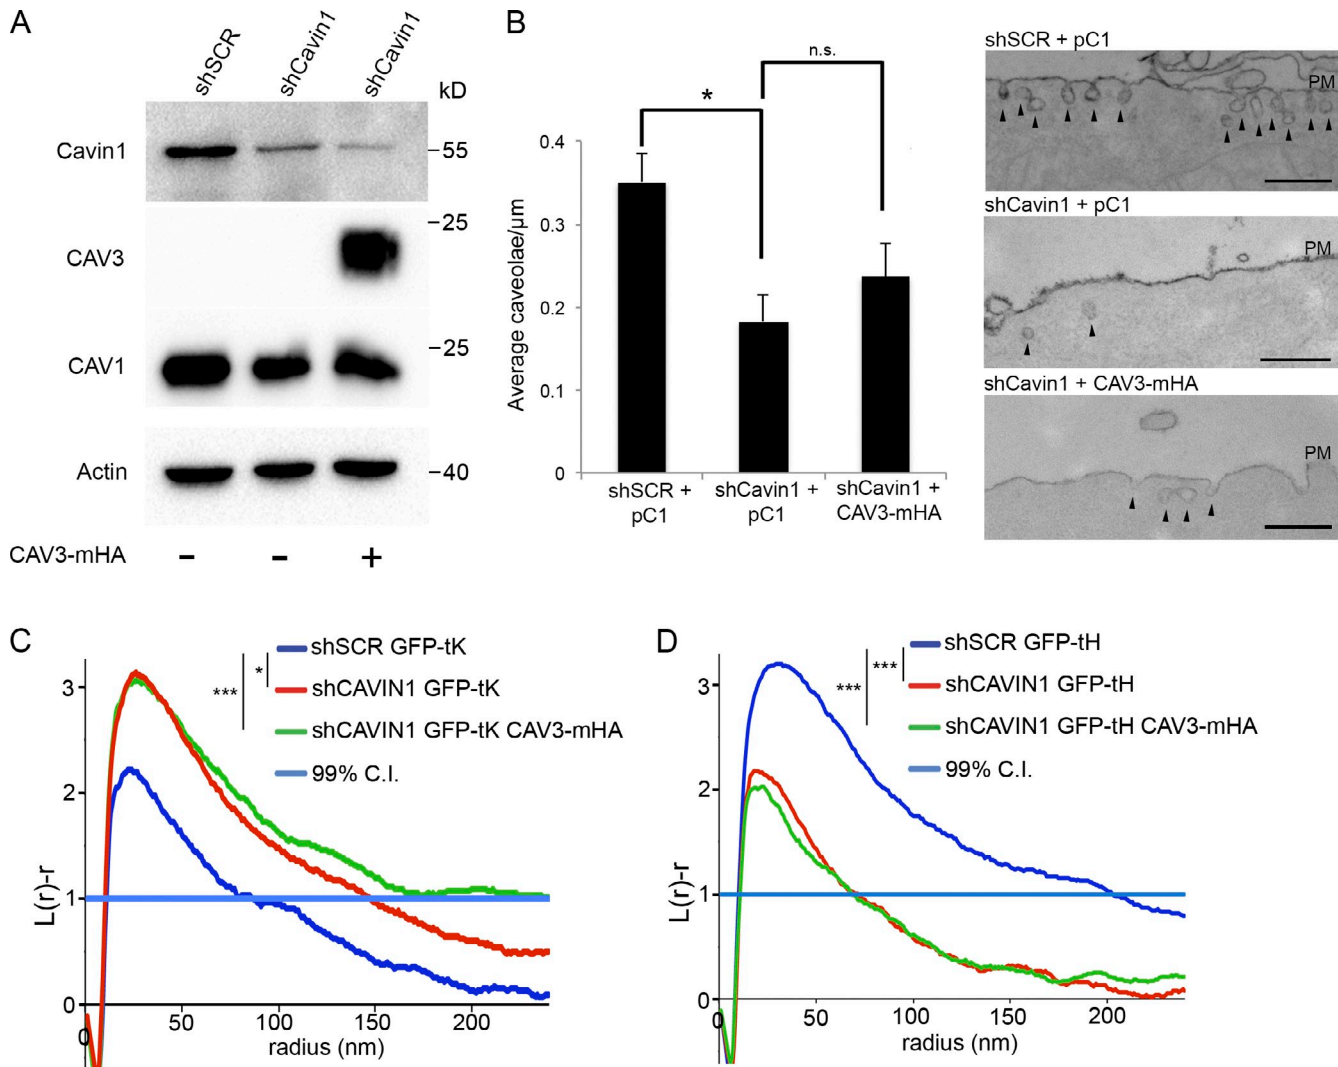 A
shSCR
shCavin1
shCavin1
kD
Cavin1
–55
–25
CAV3
–25
CAV1
Actin
–40
CAV3-mHA
- - +
B
n.s.
*
0.4
0.3
0.2
0.1
0
Average caveolae/µm
shSCR +
pC1
shCavin1 +
pC1
shCavin1 +
CAV3-mHA
shSCR + pC1
PM
shCavin1 + pC1
PM
shCavin1 + CAV3-mHA
PM
C
shSCR GFP-tK
shCAVIN1 GFP-tK
shCAVIN1 GFP-tK CAV3-mHA
99% C.I.
***
*
3
2
1
0
L(r)-r
0 50 100 150 200
radius (nm)
D
shSCR GFP-tH
shCAVIN1 GFP-tH
shCAVIN1 GFP-tH CAV3-mHA
99% C.I.
***
***
3
2
1
0
L(r)-r
0 50 100 150 200
radius (nm)